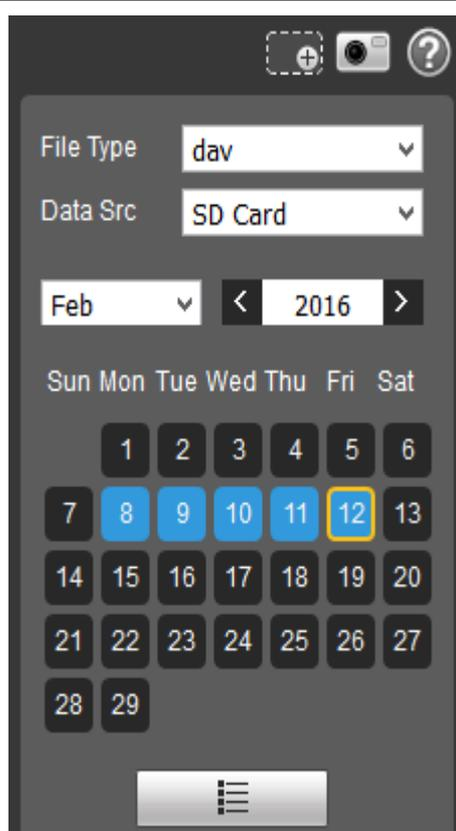 ?
File Type dav
Data Src SD Card
Feb < 2016 >
Sun Mon Tue Wed Thu Fri Sat
1 2 3 4 5 6
7 8 9 10 11 12 13
14 15 16 17 18 19 20
21 22 23 24 25 26 27
28 29